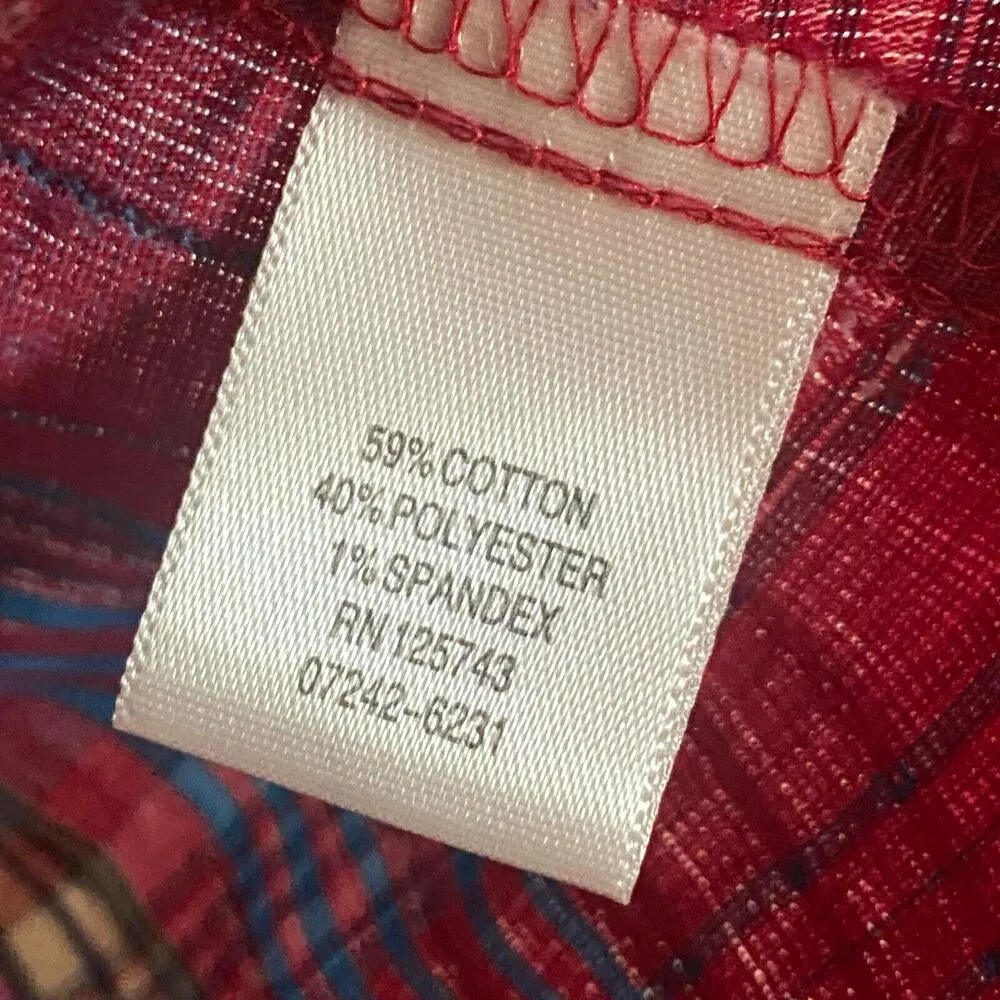 59% COTTON
40% POLYESTER
1% SPANDEX
RN 125743
07242-6231